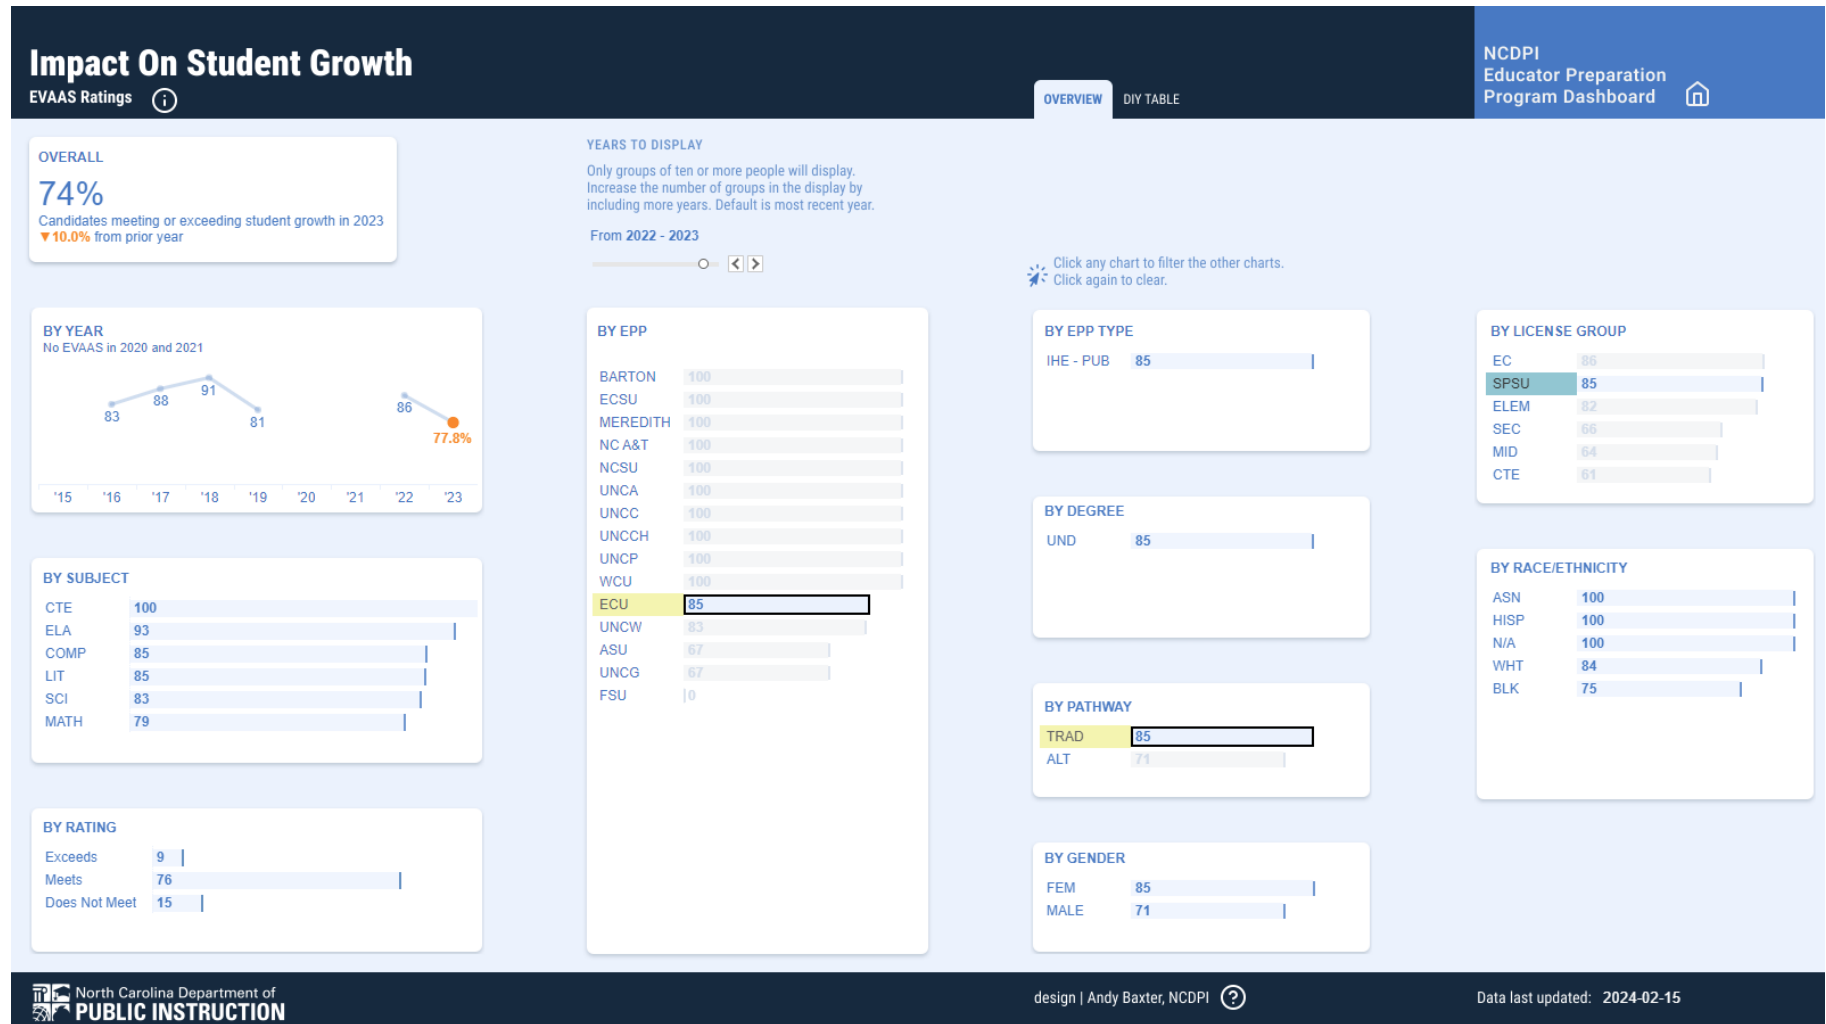 Impact On Student Growth
EVAAS Ratings
OVERVIEW
DIY TABLE
NCDPI
Educator Preparation
Program Dashboard
OVERALL
74%
Candidates meeting or exceeding student growth in 2023
▼10.0% from prior year
YEARS TO DISPLAY
Only groups of ten or more people will display.
Increase the number of groups in the display by
including more years. Default is most recent year.
From 2022 - 2023
Click any chart to filter the other charts.
Click again to clear.
BY YEAR
No EVAAS in 2020 and 2021
83
88
91
81
86
77.8%
'15 '16 '17 '18 '19 '20 '21 '22 '23
BY SUBJECT
CTE 100
ELA 93
COMP 85
LIT 85
SCI 83
MATH 79
BY RATING
Exceeds 9
Meets 76
Does Not Meet 15
BY EPP
BARTON 100
ECSU 100
MEREDITH 100
NC A&T 100
NCSU 100
UNCA 100
UNCC 100
UNCCH 100
UNCP 100
WCU 100
ECU 85
UNCW 83
ASU 67
UNCG 67
FSU 0
BY EPP TYPE
IHE - PUB 85
BY DEGREE
UND 85
BY PATHWAY
TRAD 85
ALT 71
BY GENDER
FEM 85
MALE 71
BY LICENSE GROUP
EC 86
SPSU 85
ELEM 82
SEC 66
MID 64
CTE 61
BY RACE/ETHNICITY
ASN 100
HISP 100
N/A 100
WHT 84
BLK 75
North Carolina Department of
PUBLIC INSTRUCTION
design | Andy Baxter, NCDPI
Data last updated: 2024-02-15